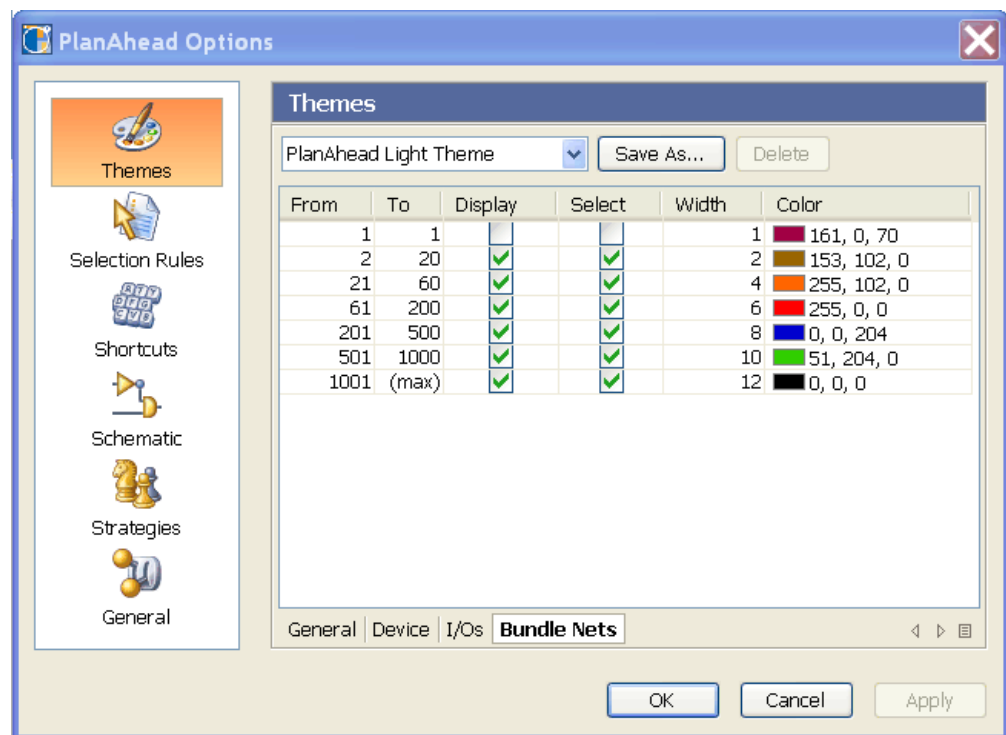 PlanAhead Options
Themes
Selection Rules
Shortcuts
Schematic
Strategies
General
Themes
PlanAhead Light Theme Save As... Delete
From To Display Select Width Color
1 1 1 161, 0, 70
2 20 2 153, 102, 0
21 60 4 255, 102, 0
61 200 6 255, 0, 0
201 500 8 0, 0, 204
501 1000 10 51, 204, 0
1001 (max) 12 0, 0, 0
General Device I/Os Bundle Nets
OK Cancel Apply